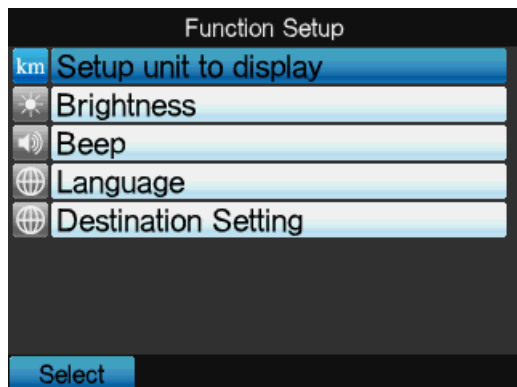 Function Setup
km Setup unit to display
Brightness
Beep
Language
Destination Setting
Select